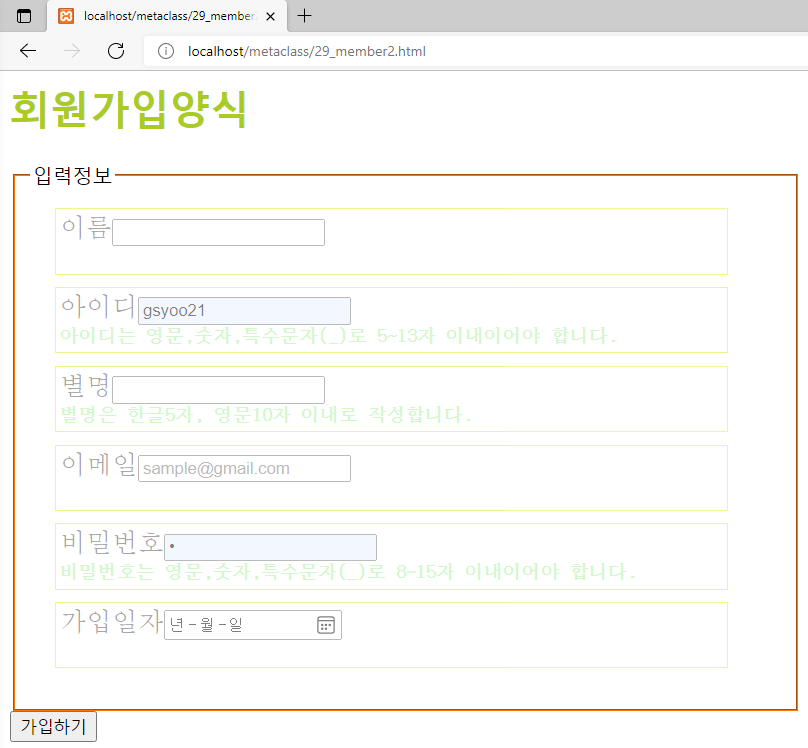 localhost/metaclass/29_member
localhost/metaclass/29_member2.html
회원가입양식
입력정보
이름
아이디 gsyoo21
아이디는 영문,숫자,특수문자(_)로 5~13자 이내이어야 합니다.
별명
별명은 한글5자, 영문10자 이내로 작성합니다.
이메일 sample@gmail.com
비밀번호 •
비밀번호는 영문,숫자,특수문자(_)로 8~15자 이내이어야 합니다.
가입일자 년-월-일
가입하기